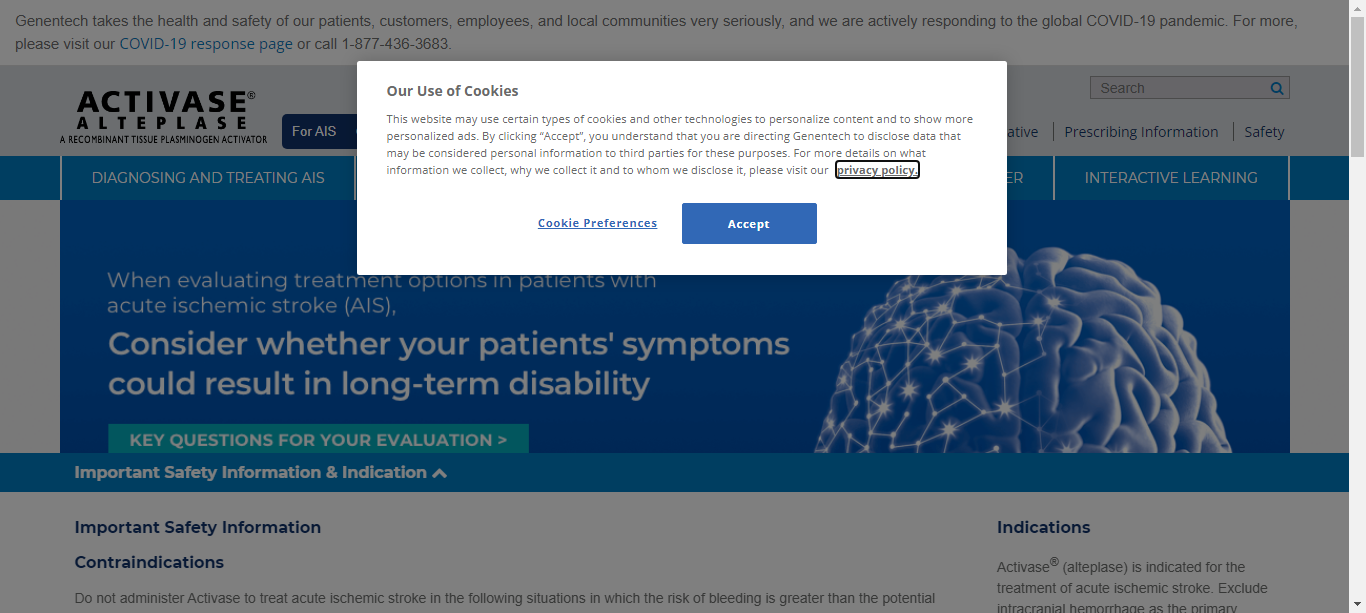 Genentech takes the health and safety of our patients, customers, employees, and local communities very seriously, and we are actively responding to the global COVID-19 pandemic. For more,
please visit our COVID-19 response page or call 1-877-436-3683.
Our Use of Cookies
This website may use certain types of cookies and other technologies to personalize content and to show more
personalized ads. By clicking “Accept”, you understand that you are directing Genentech to disclose data that
may be considered personal information to third parties for these purposes. For more details on what
information we collect, why we collect it and to whom we disclose it, please visit our privacy policy.
Cookie Preferences Accept
Search
ACTIVASE®
ALTEPLASE
A RECOMBINANT TISSUE PLASMINOGEN ACTIVATOR
For AIS
Prescribing Information Safety
DIAGNOSING AND TREATING AIS INTERACTIVE LEARNING
When evaluating treatment options in patients with
acute ischemic stroke (AIS),
Consider whether your patients' symptoms
could result in long-term disability
KEY QUESTIONS FOR YOUR EVALUATION >
Important Safety Information & Indication
Important Safety Information
Contraindications
Do not administer Activase to treat acute ischemic stroke in the following situations in which the risk of bleeding is greater than the potential
Indications
Activase® (alteplase) is indicated for the
treatment of acute ischemic stroke. Exclude
intracranial hemorrhage as the primary